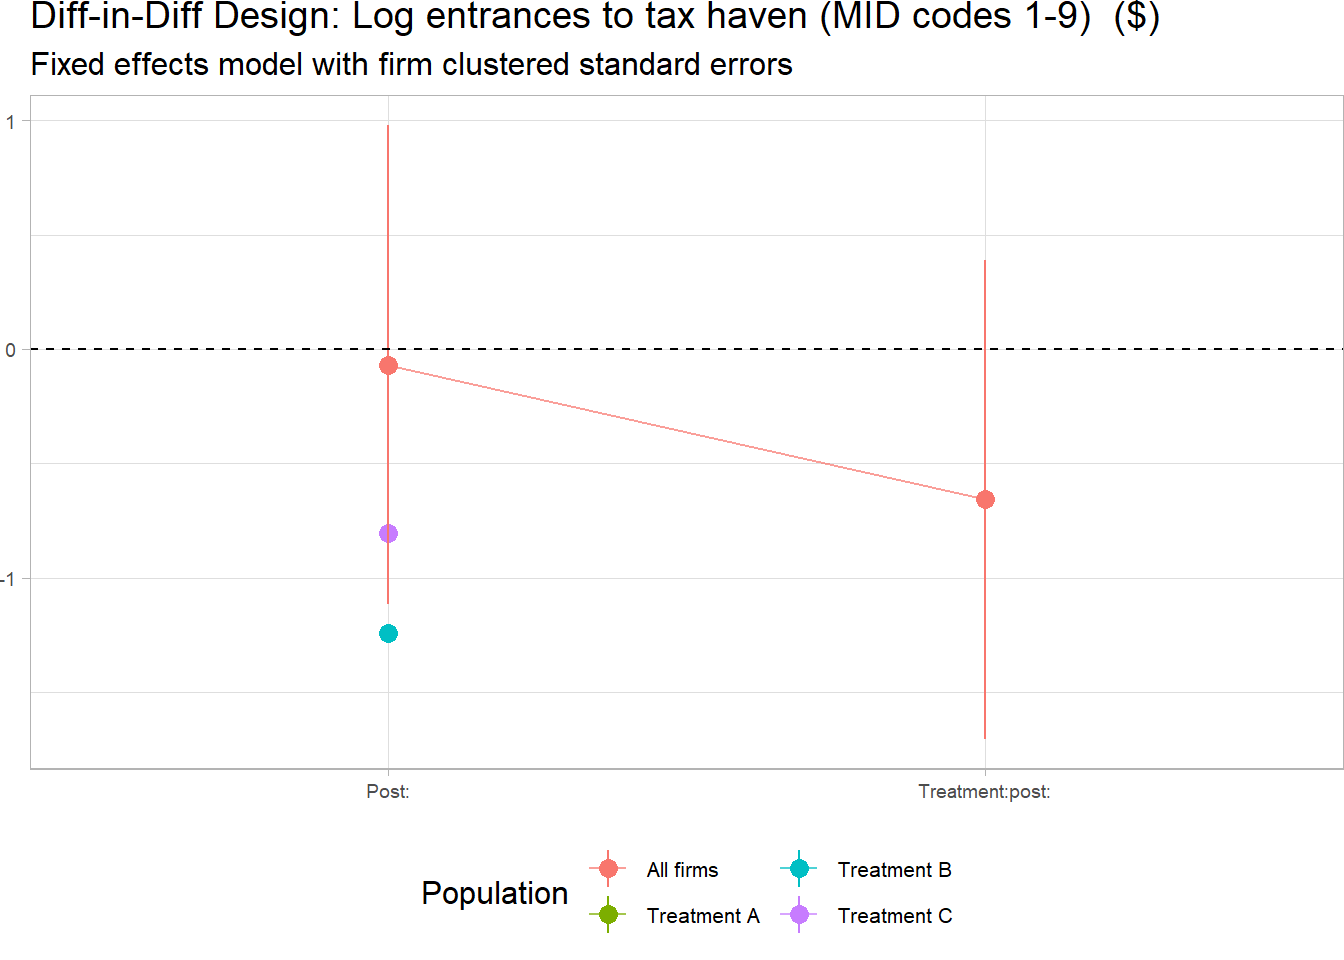 Diff-in-Diff Design: Log entrances to tax haven (MID codes 1-9)  ($)
Fixed effects model with firm clustered standard errors
1
0
-1
Post:
Treatment:post:
Population
All firms
Treatment B
Treatment A
Treatment C